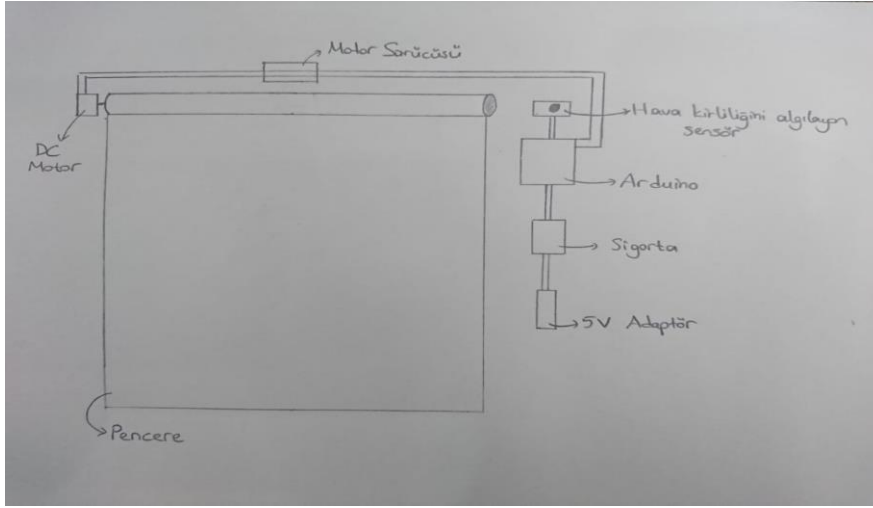 Motor Sürücüsü
DC
Motor
Hava kirliliğini algılayan
sensör
Arduino
Sigorta
5V Adaptör
Pencere